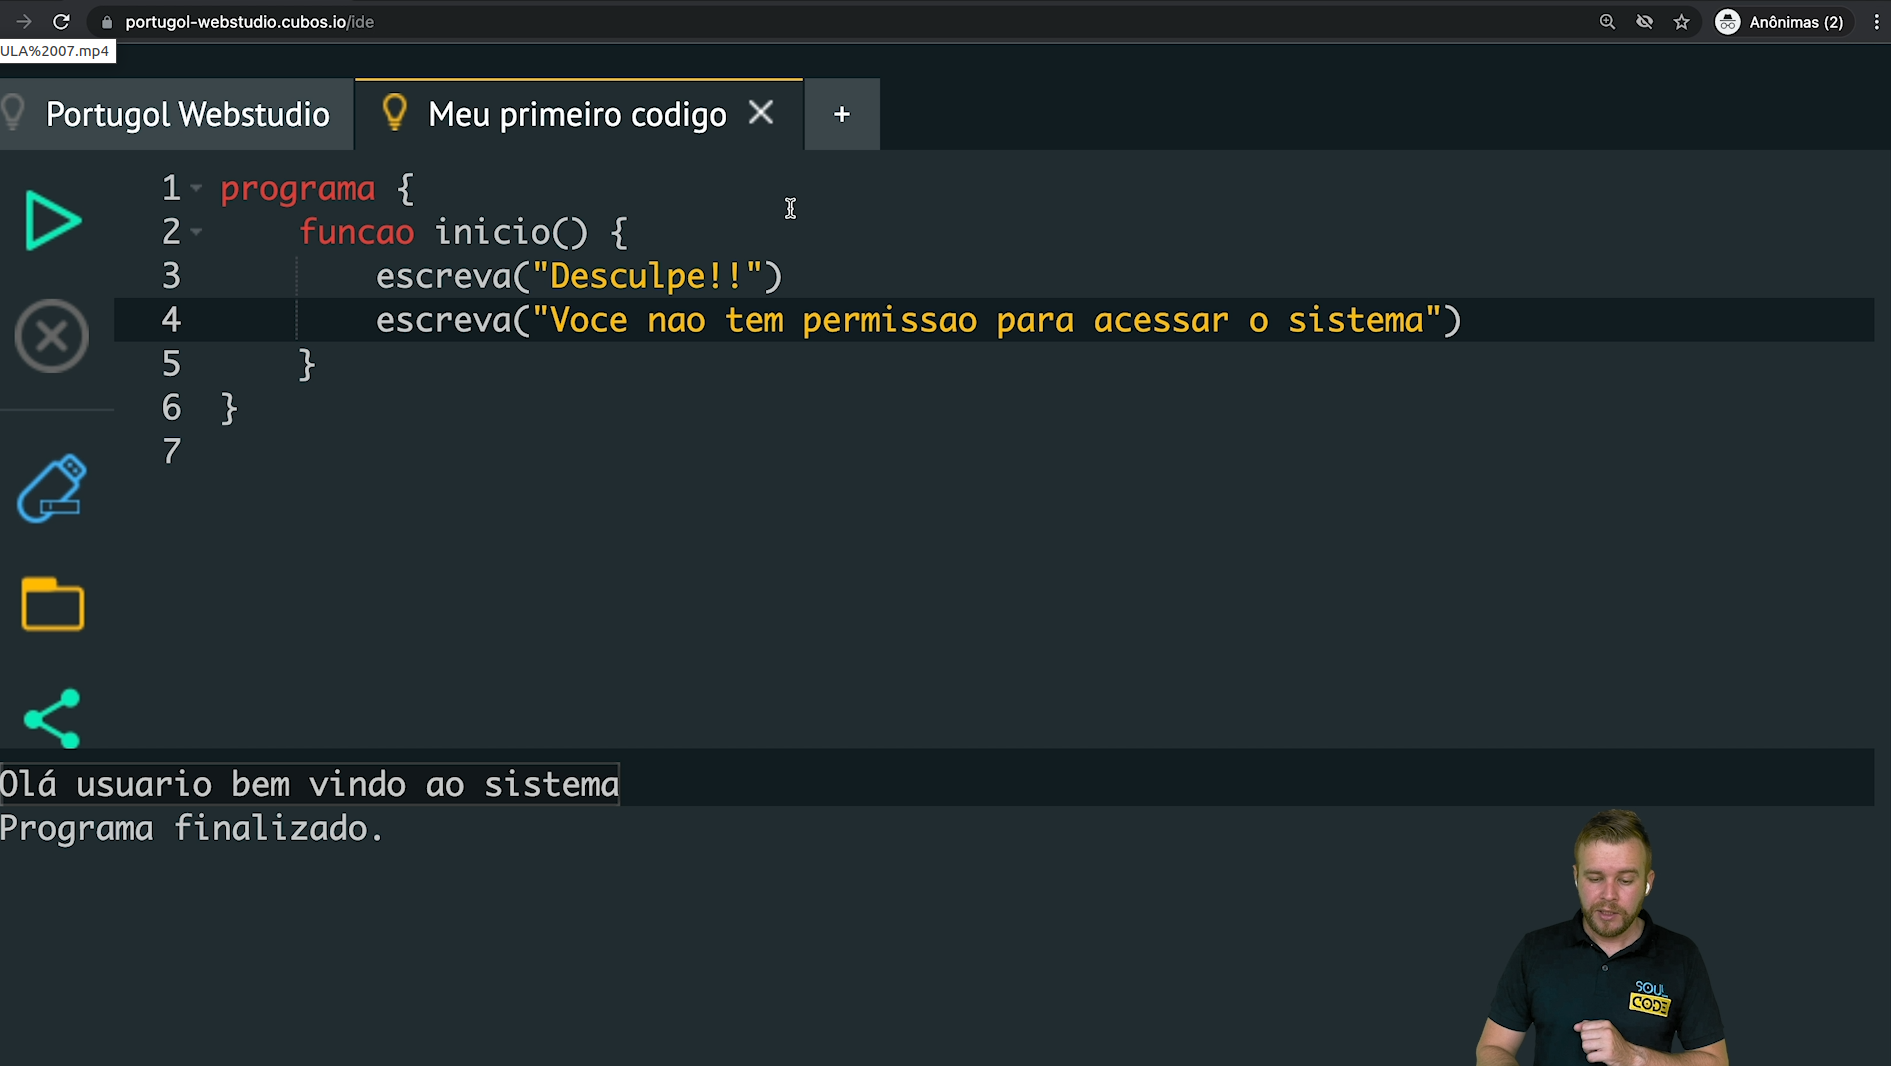 portugol-webstudio.cubos.io/ide
Anônimas (2)
ULA%2007.mp4
Portugol Webstudio
Meu primeiro codigo
+
1 programa {
2 funcao inicio() {
3 escreva("Desculpe!!")
4 escreva("Voce nao tem permissao para acessar o sistema")
5 }
6 }
7
Olá usuario bem vindo ao sistema
Programa finalizado.
SOUL
CODE